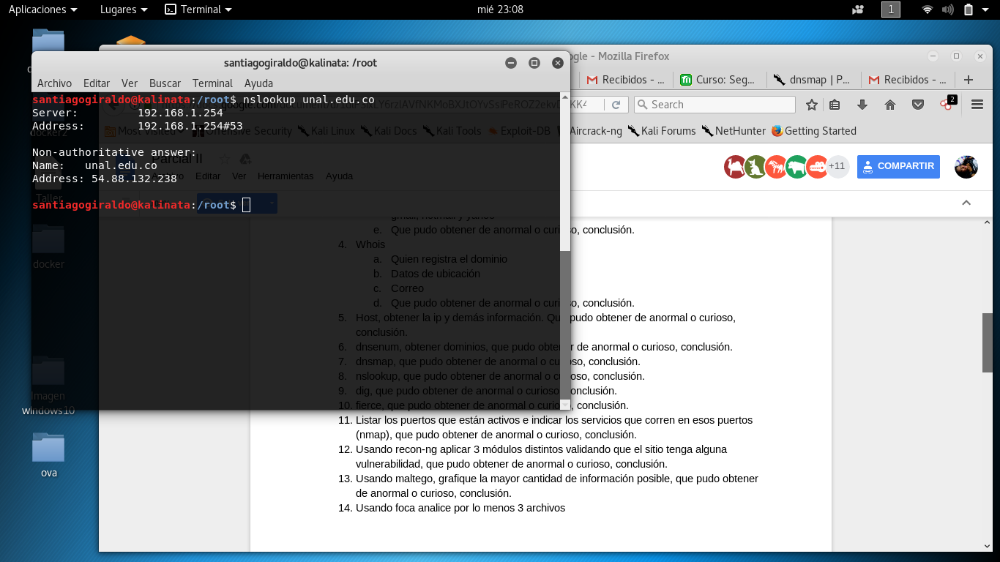 Aplicaciones Lugares Terminal mié 23:08 1
santiagogiraldo@kalinata: /root
Archivo Editar Ver Buscar Terminal Ayuda
santiagogiraldo@kalinata:/root$ nslookup unal.edu.co
Server: 192.168.1.254
Address: 192.168.1.254#53
Non-authoritative answer:
Name: unal.edu.co
Address: 54.88.132.238
santiagogiraldo@kalinata:/root$
docker2
Taller
docker
Imagen
windows10
ova
gle - Mozilla Firefox
Recibidos - ... Curso: Seg... dnsmap | P... Recibidos - ...
Search 2
Most Visited Offensive Security Kali Linux Kali Docs Kali Tools Exploit-DB Aircrack-ng Kali Forums NetHunter Getting Started
Parcial II
Archivo Editar Ver Herramientas Ayuda
+11 COMPARTIR
gmail, hotmail y yahoo
e. Que pudo obtener de anormal o curioso, conclusión.
4. Whois
a. Quien registra el dominio
b. Datos de ubicación
c. Correo
d. Que pudo obtener de anormal o curioso, conclusión.
5. Host, obtener la ip y demás información. Que pudo obtener de anormal o curioso,
conclusión.
6. dnsenum, obtener dominios, que pudo obtener de anormal o curioso, conclusión.
7. dnsmap, que pudo obtener de anormal o curioso, conclusión.
8. nslookup, que pudo obtener de anormal o curioso, conclusión.
9. dig, que pudo obtener de anormal o curioso, conclusión.
10. fierce, que pudo obtener de anormal o curioso, conclusión.
11. Listar los puertos que están activos e indicar los servicios que corren en esos puertos
(nmap), que pudo obtener de anormal o curioso, conclusión.
12. Usando recon-ng aplicar 3 módulos distintos validando que el sitio tenga alguna
vulnerabilidad, que pudo obtener de anormal o curioso, conclusión.
13. Usando maltego, grafique la mayor cantidad de información posible, que pudo obtener
de anormal o curioso, conclusión.
14. Usando foca analice por lo menos 3 archivos